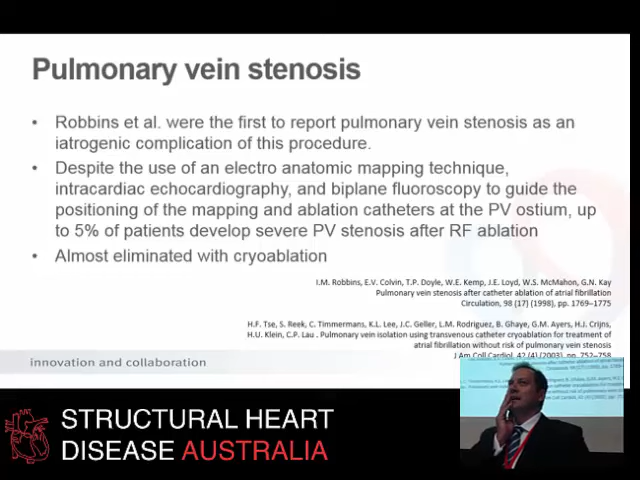 Pulmonary vein stenosis
• Robbins et al. were the first to report pulmonary vein stenosis as an
iatrogenic complication of this procedure.
• Despite the use of an electro anatomic mapping technique,
intracardiac echocardiography, and biplane fluoroscopy to guide the
positioning of the mapping and ablation catheters at the PV ostium, up
to 5% of patients develop severe PV stenosis after RF ablation
• Almost eliminated with cryoablation
I.M. Robbins, E.V. Colvin, T.P. Doyle, W.E. Kemp, J.E. Loyd, W.S. McMahon, G.N. Kay
Pulmonary vein stenosis after catheter ablation of atrial fibrillation
Circulation, 98 (17) (1998), pp. 1769–1775
H.F. Tse, S. Reek, C. Timmermans, K.L. Lee, J.C. Geller, L.M. Rodriguez, B. Ghaye, G.M. Ayers, H.J. Crijns,
H.U. Klein, C.P. Lau . Pulmonary vein isolation using transvenous catheter cryoablation for treatment of
atrial fibrillation without risk of pulmonary vein stenosis
J Am Coll Cardiol, 42 (4) (2003), pp. 752–758
innovation and collaboration
STRUCTURAL HEART
DISEASE AUSTRALIA